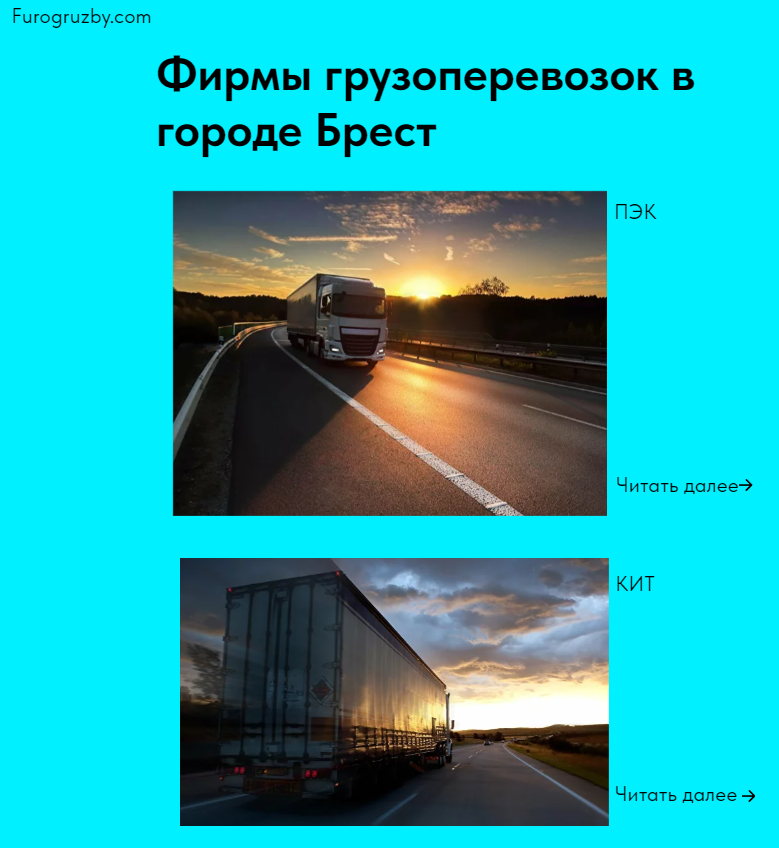 Furogruzby.com
Фирмы грузоперевозок в
городе Брест
ПЭК
Читать далее→
КИТ
Читать далее →